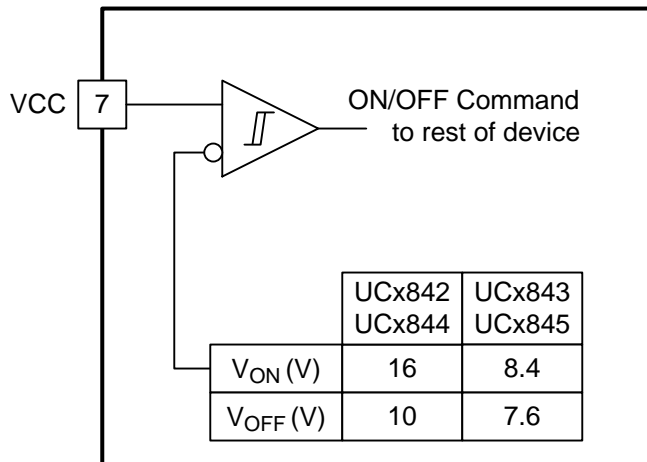 VCC 7
ON/OFF Command
to rest of device
UCx842 UCx843
UCx844 UCx845
VON (V) 16 8.4
VOFF (V) 10 7.6